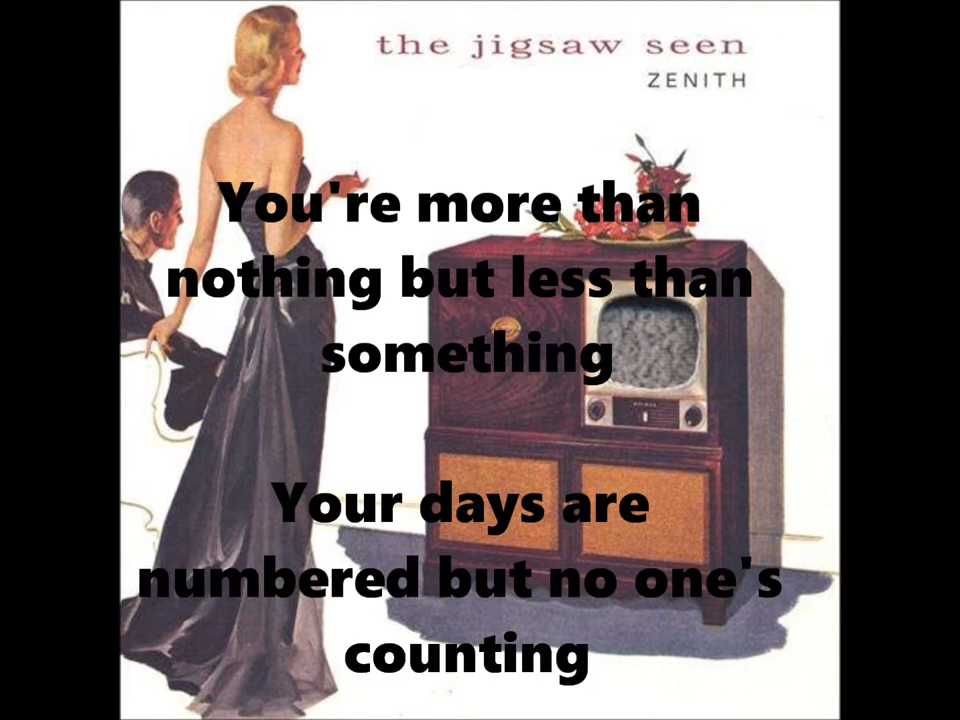 the jigsaw seen
ZENITH
You're more than
nothing but less than
something
Your days are
numbered but no one's
counting